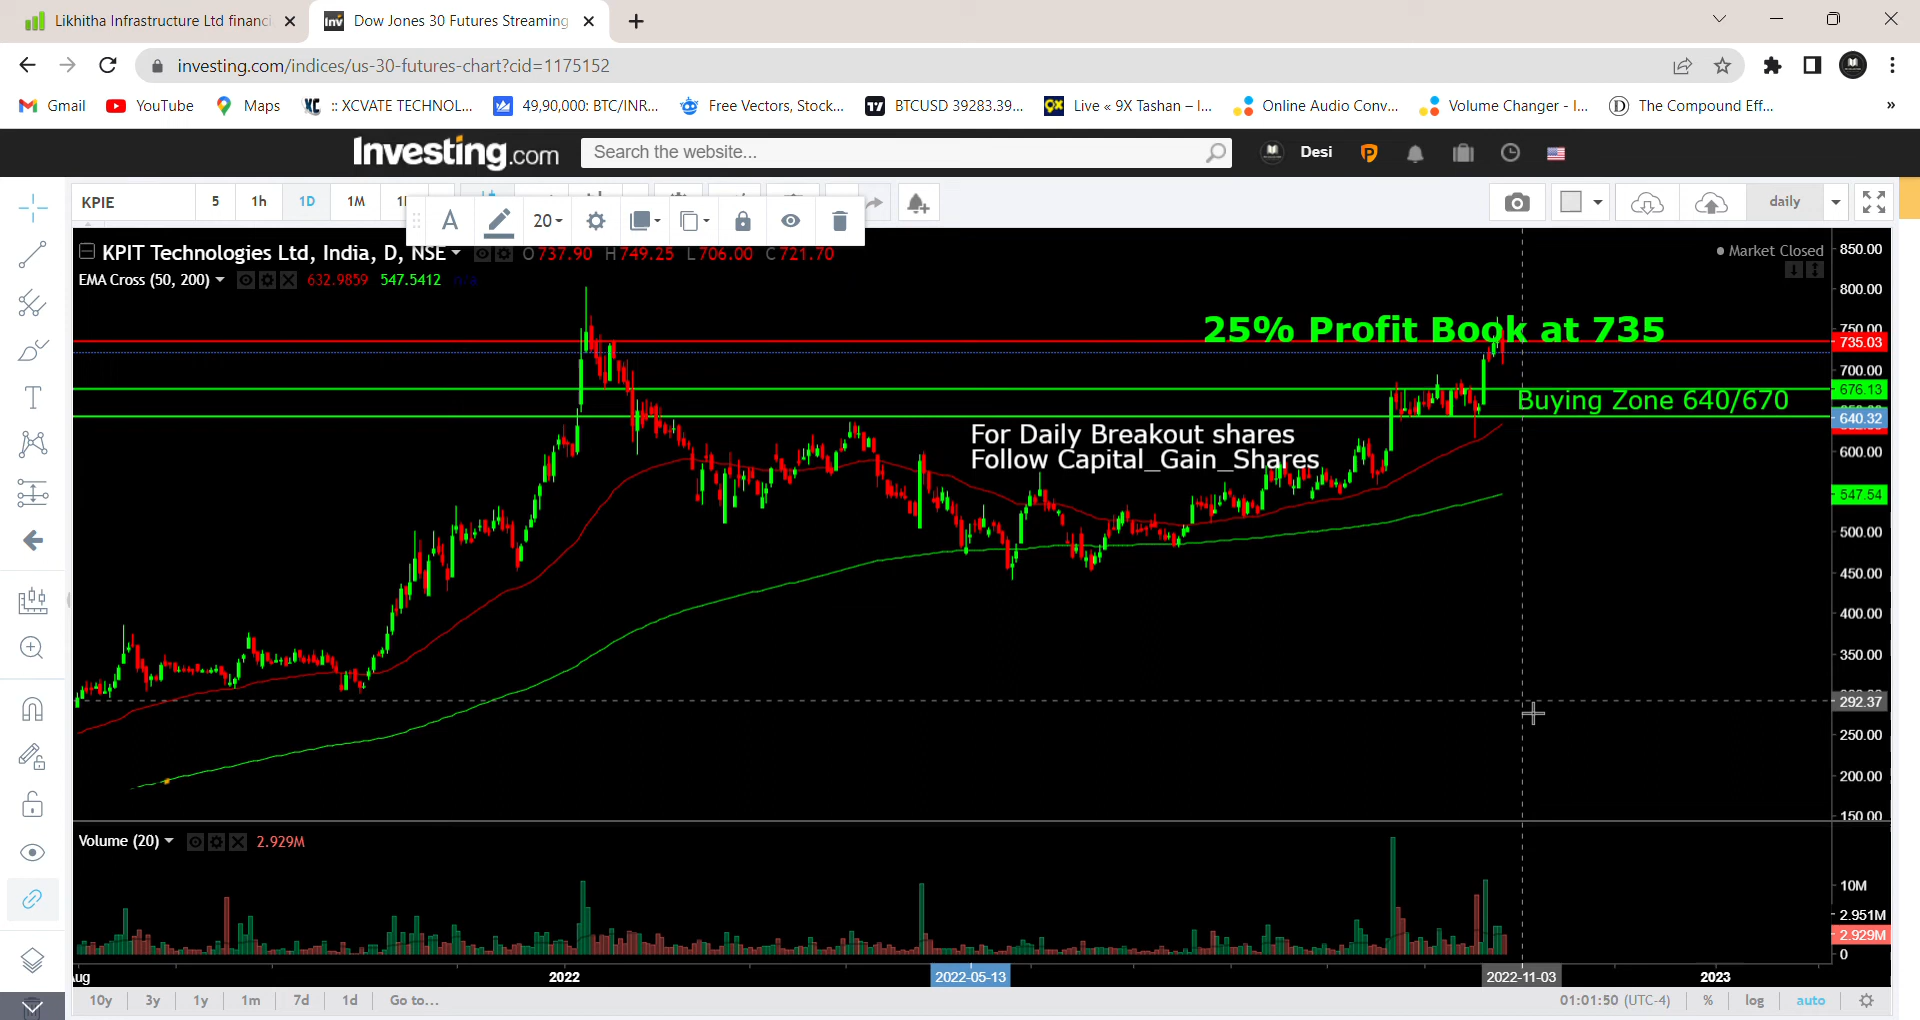 Likhitha Infrastructure Ltd financi
Dow Jones 30 Futures Streaming
investing.com/indices/us-30-futures-chart?cid=1175152
Gmail
YouTube
Maps
:: XCVATE TECHNOL...
49,90,000: BTC/INR...
Free Vectors, Stock...
BTCUSD 39283.39...
Live « 9X Tashan – I...
Online Audio Conv...
Volume Changer - I...
The Compound Eff...
»
Investing.com
Search the website...
Desi
KPIE
5
1h
1D
1M
A
20
daily
KPIT Technologies Ltd, India, D, NSE
O 737.90 H 749.25 L 706.00 C 721.70
Market Closed
EMA Cross (50, 200)
632.9859 547.5412 n/a
25% Profit Book at 735
Buying Zone 640/670
For Daily Breakout shares
Follow Capital_Gain_Shares
850.00
800.00
750.00
735.03
700.00
676.13
640.32
600.00
547.54
500.00
450.00
400.00
350.00
292.37
250.00
200.00
150.00
Volume (20)
2.929M
10M
2.951M
2.929M
0
Aug
2022
2022-05-13
2022-11-03
2023
10y
3y
1y
1m
7d
1d
Go to...
01:01:50 (UTC-4)
%
log
auto